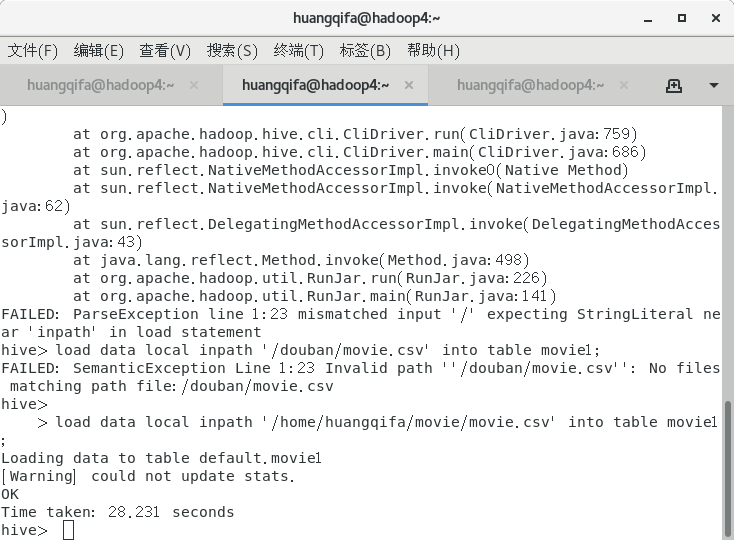 huangqifa@hadoop4:~
文件(F) 编辑(E) 查看(V) 搜索(S) 终端(T) 标签(B) 帮助(H)
huangqifa@hadoop4:~ × huangqifa@hadoop4:~ × huangqifa@hadoop4:~ ×
)
at org.apache.hadoop.hive.cli.CliDriver.run(CliDriver.java:759)
at org.apache.hadoop.hive.cli.CliDriver.main(CliDriver.java:686)
at sun.reflect.NativeMethodAccessorImpl.invoke0(Native Method)
at sun.reflect.NativeMethodAccessorImpl.invoke(NativeMethodAccessorImpl.
java:62)
at sun.reflect.DelegatingMethodAccessorImpl.invoke(DelegatingMethodAcces
sorImpl.java:43)
at java.lang.reflect.Method.invoke(Method.java:498)
at org.apache.hadoop.util.RunJar.run(RunJar.java:226)
at org.apache.hadoop.util.RunJar.main(RunJar.java:141)
FAILED: ParseException line 1:23 mismatched input '/' expecting StringLiteral ne
ar 'inpath' in load statement
hive> load data local inpath '/douban/movie.csv' into table movie1;
FAILED: SemanticException Line 1:23 Invalid path ''/douban/movie.csv'': No files
matching path file:/douban/movie.csv
hive>
> load data local inpath '/home/huangqifa/movie/movie.csv' into table movie1
;
Loading data to table default.movie1
[Warning] could not update stats.
OK
Time taken: 28.231 seconds
hive>